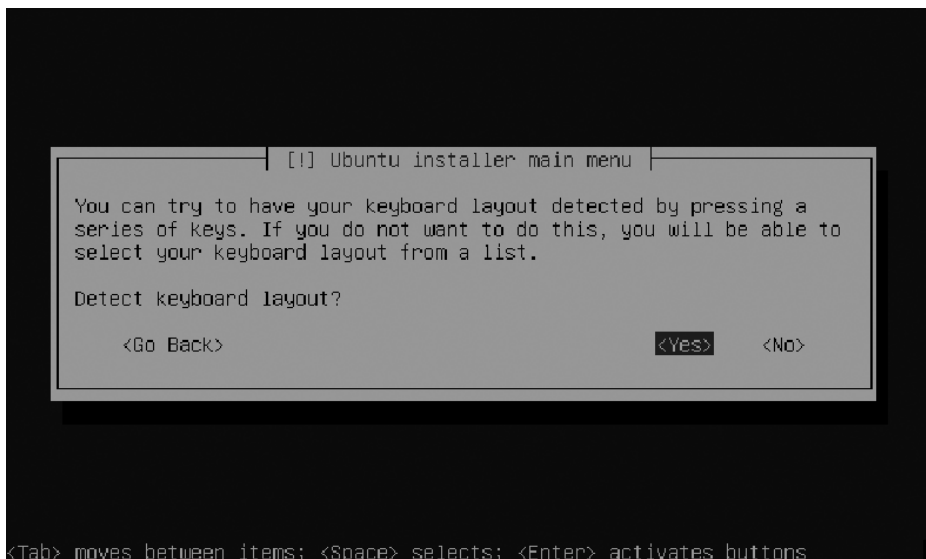 [!] Ubuntu installer main menu
You can try to have your keyboard layout detected by pressing a
series of keys. If you do not want to do this, you will be able to
select your keyboard layout from a list.
Detect keyboard layout?
<Go Back> <Yes> <No>
<Tab> moves between items; <Space> selects; <Enter> activates buttons